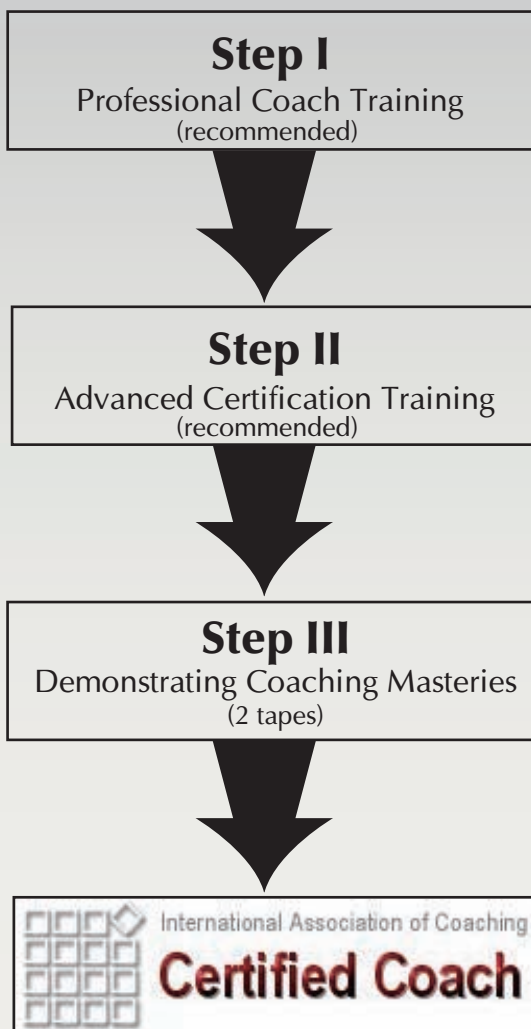 Step I
Professional Coach Training
(recommended)
Step II
Advanced Certification Training
(recommended)
Step III
Demonstrating Coaching Masteries
(2 tapes)
International Association of Coaching
Certified Coach